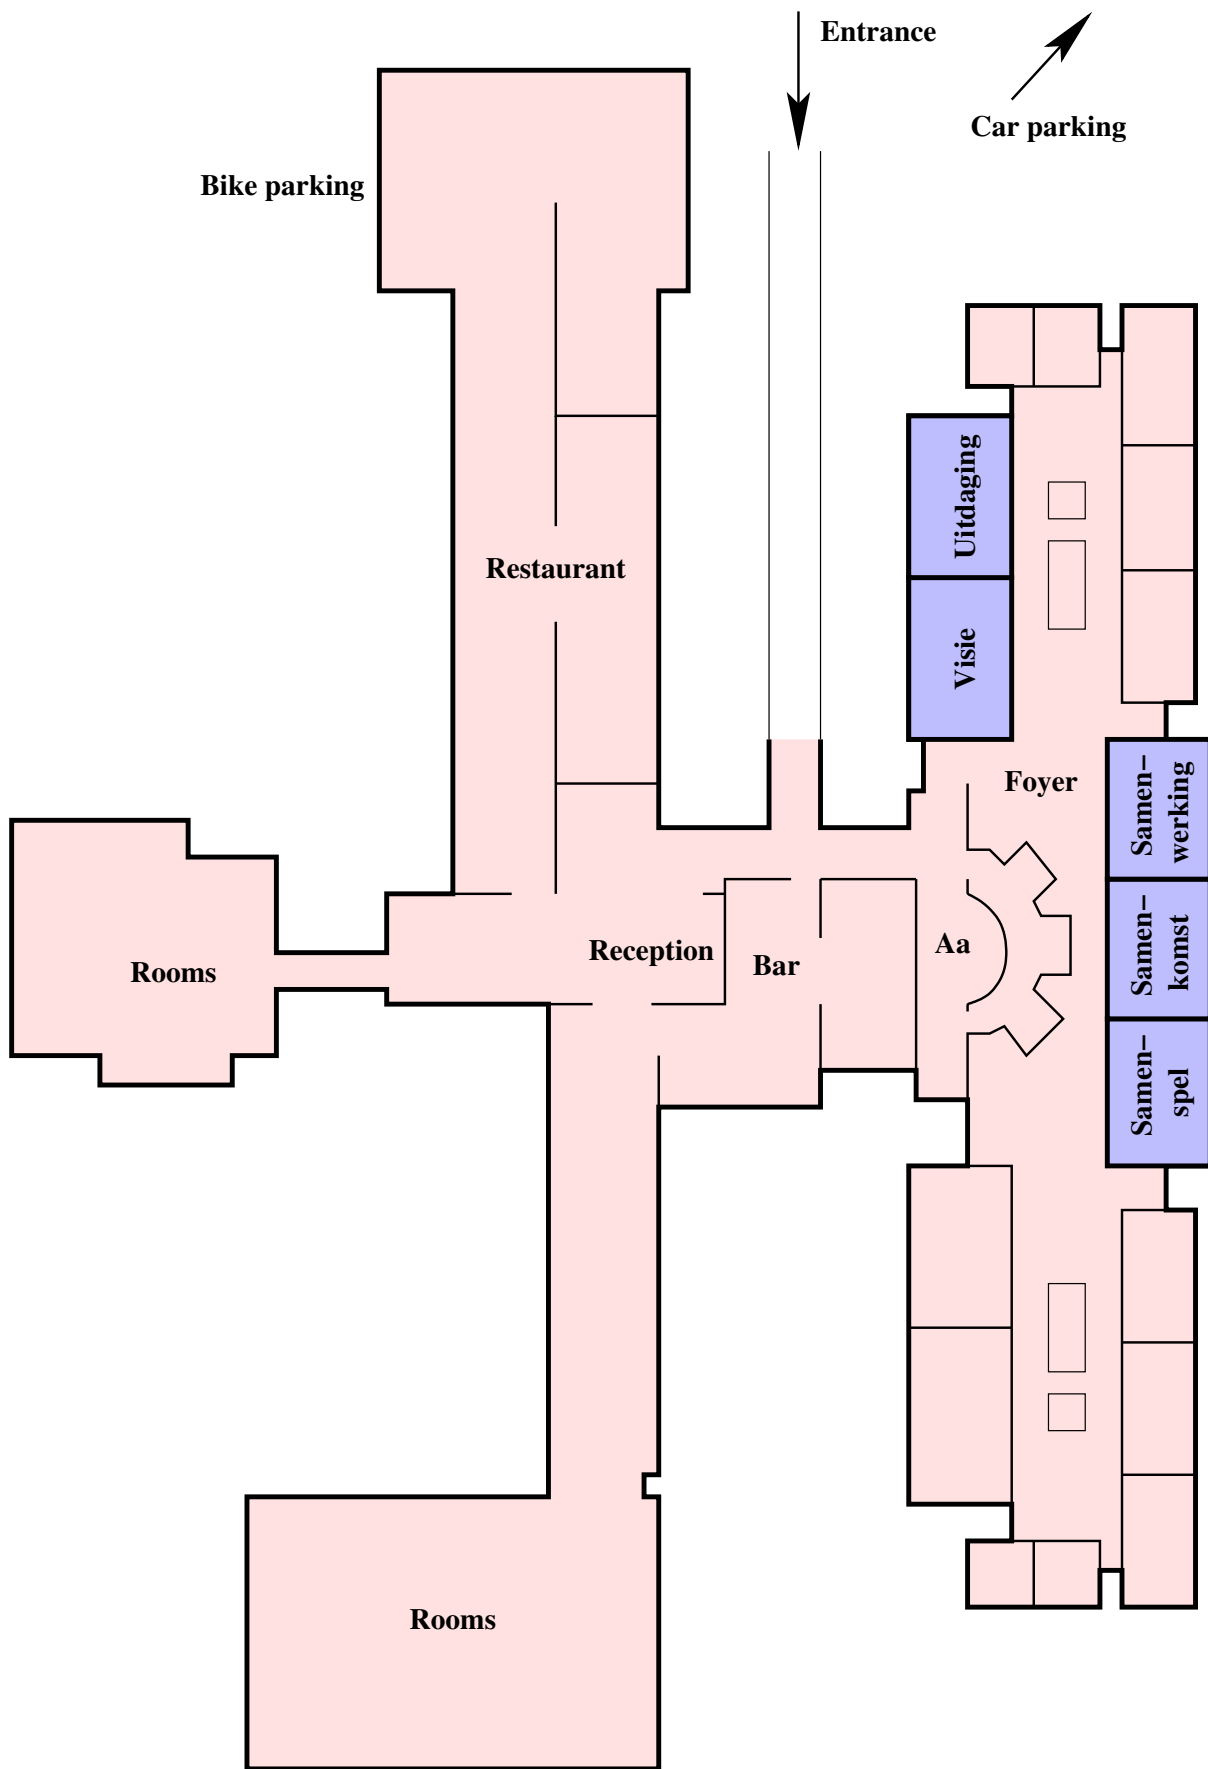 Entrance
Car parking
Bike parking
Uitdaging
Restaurant
Visie
Foyer
Samen–
werking
Samen–
komst
Aa
Reception
Bar
Rooms
Samen–
spel
Rooms